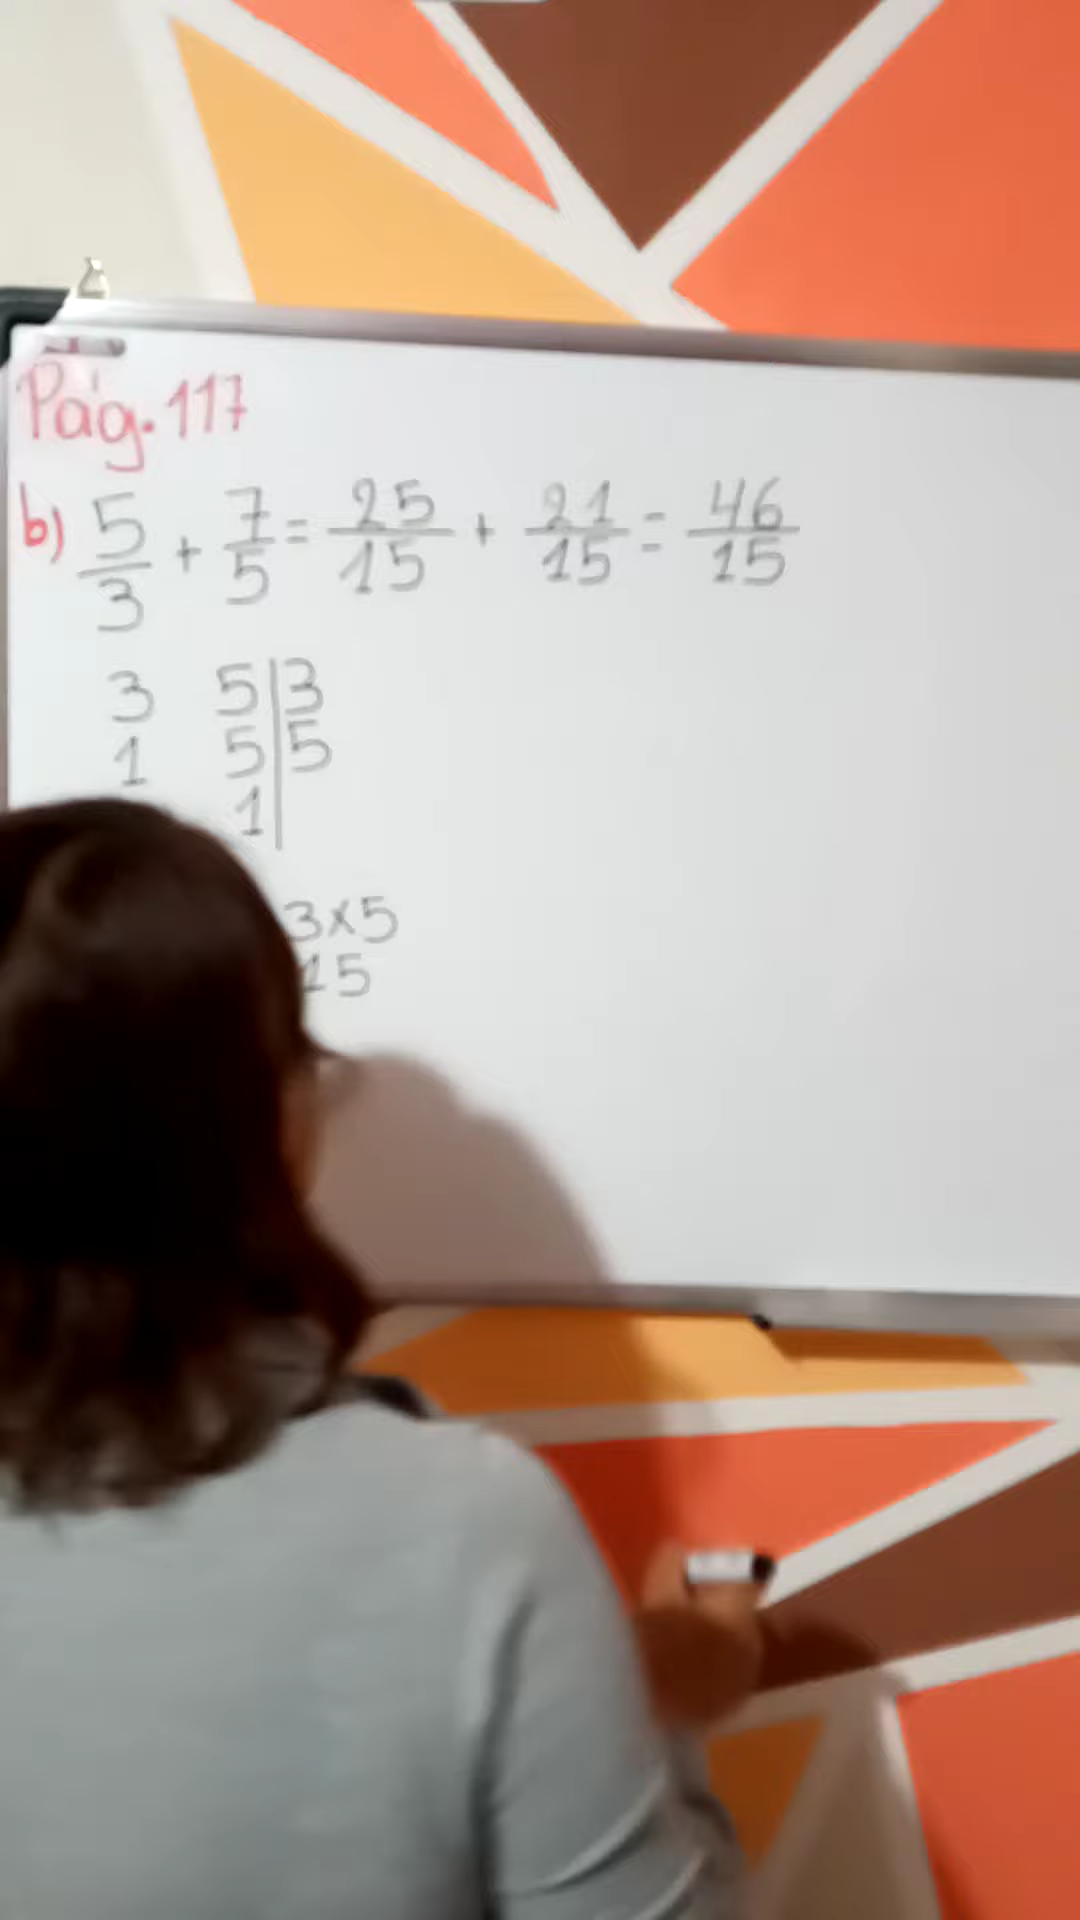 Pág. 117
b) 5/3 + 7/5 = 25/15 + 21/15 = 46/15
3 5 | 3
1 5 | 5
1 |
3x5
15